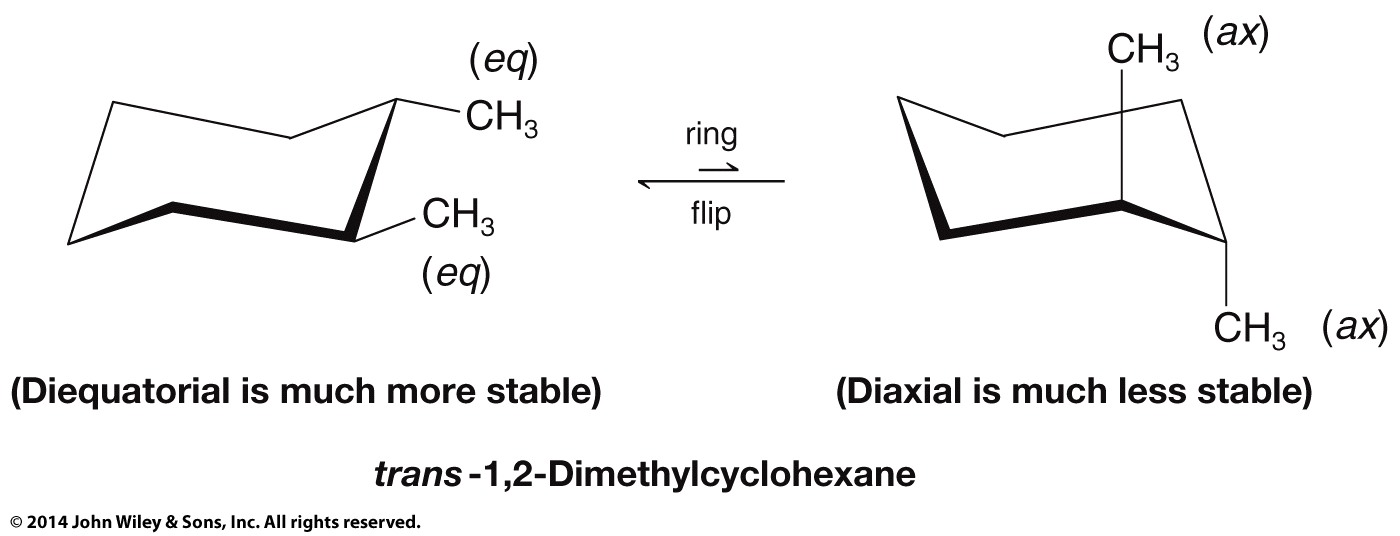 (eq)
CH₃
CH₃
(eq)
ring
flip
CH₃ (ax)
CH₃ (ax)
(Diequatorial is much more stable)
(Diaxial is much less stable)
trans-1,2-Dimethylcyclohexane
© 2014 John Wiley & Sons, Inc. All rights reserved.